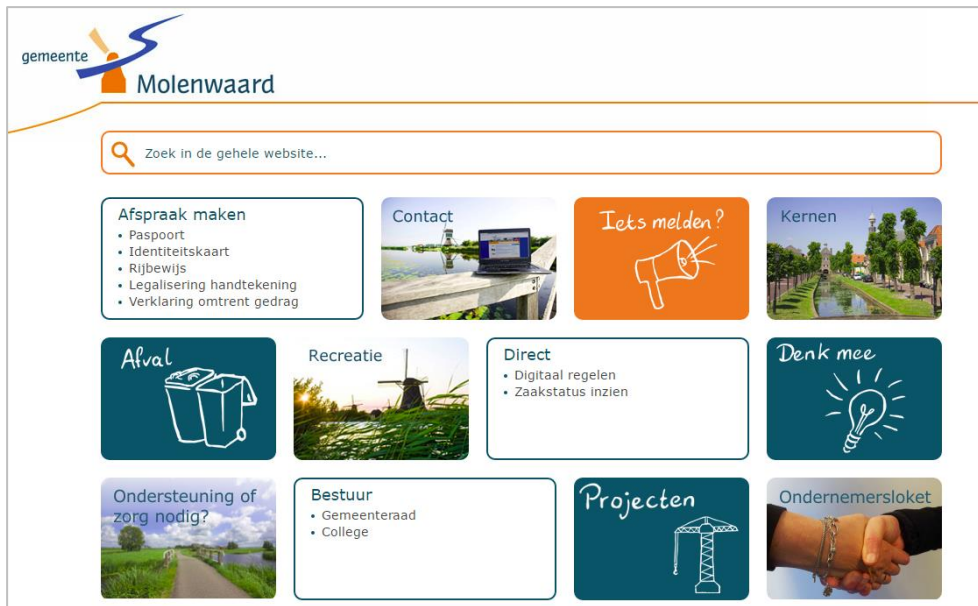 gemeente
Molenwaard
Zoek in de gehele website...
Afspraak maken
• Paspoort
• Identiteitskaart
• Rijbewijs
• Legalisering handtekening
• Verklaring omtrent gedrag
Contact
Iets melden?
Kernen
Afval
Recreatie
Direct
• Digitaal regelen
• Zaakstatus inzien
Denk mee
Ondersteuning of
zorg nodig?
Bestuur
• Gemeenteraad
• College
Projecten
Ondernemersloket